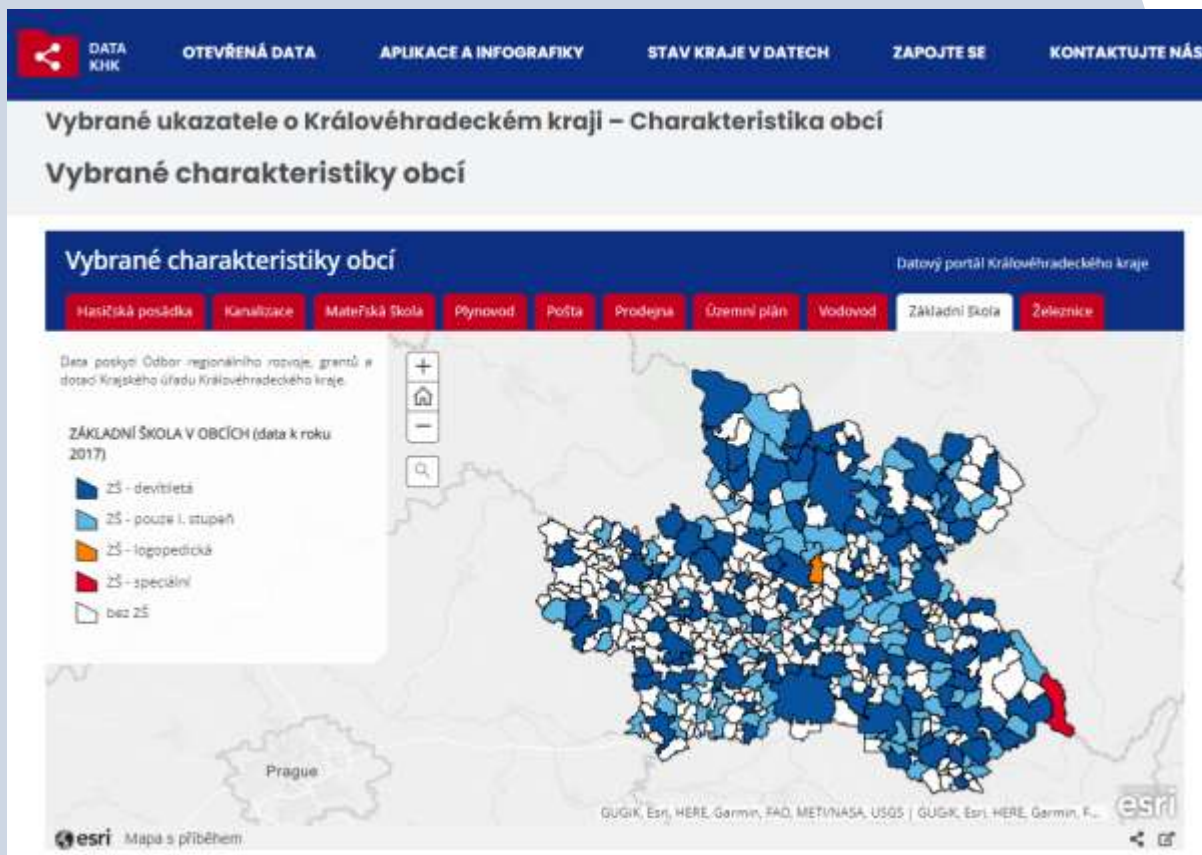 DATA
KHK
OTEVŘENÁ DATA
APLIKACE A INFOGRAFIKY
STAV KRAJE V DATECH
ZAPOJTE SE
KONTAKTUJTE NÁS
Vybrané ukazatele o Královéhradeckém kraji – Charakteristika obcí
Vybrané charakteristiky obcí
Vybrané charakteristiky obcí
Datový portál Královéhradeckého kraje
Hasičská posádka
Kanalizace
Mateřská škola
Plynovod
Pošta
Prodejna
Územní plán
Vodovod
Základní škola
Železnice
Data poskytl Odbor regionálního rozvoje, grantů a
dotací Krajského úřadu Královéhradeckého kraje.
ZÁKLADNÍ ŠKOLA V OBCÍCH (data k roku
2017)
ZŠ - devítiletá
ZŠ - pouze I. stupeň
ZŠ - logopedická
ZŠ - speciální
bez ZŠ
Prague
GUGiK, Esri, HERE, Garmin, FAO, METI/NASA, USGS | GUGiK, Esri, HERE, Garmin, F...
esri
esri Mapa s příběhem